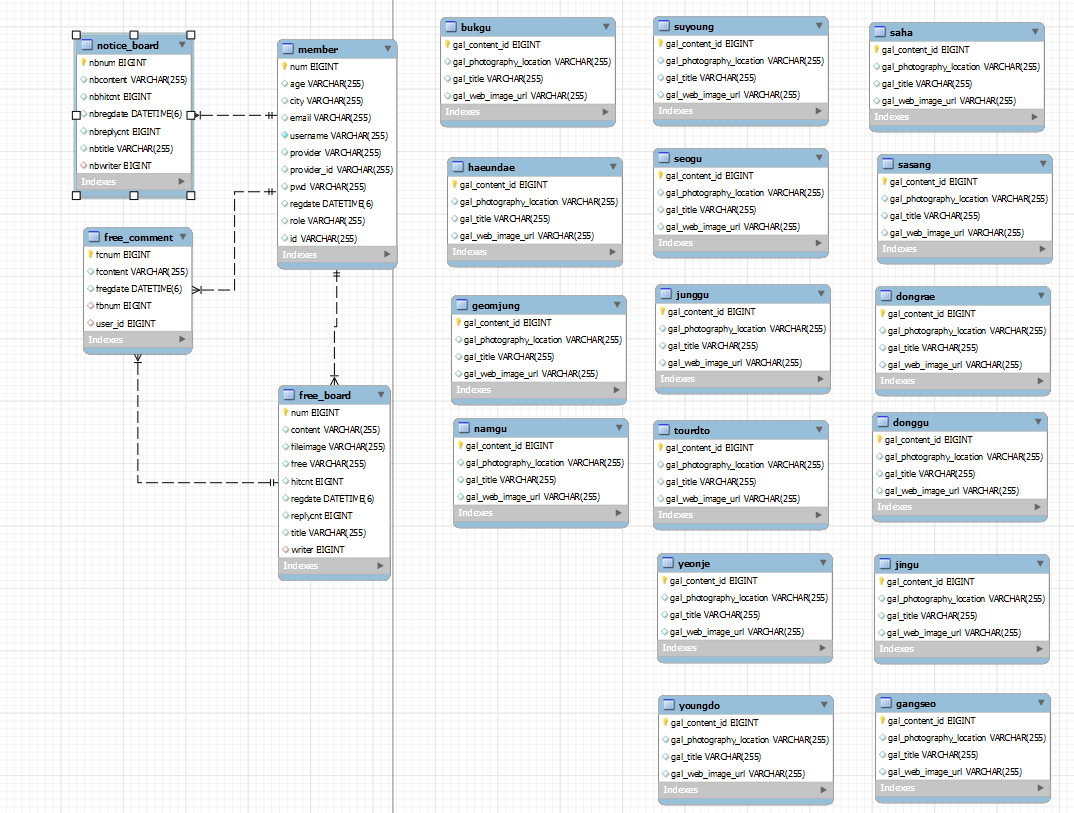 notice_board
nbnum BIGINT
nbcontent VARCHAR(255)
nbhitcnt BIGINT
nbregdate DATETIME(6)
nbreplycnt BIGINT
nbtitle VARCHAR(255)
nbwriter BIGINT
Indexes
member
num BIGINT
age VARCHAR(255)
city VARCHAR(255)
email VARCHAR(255)
username VARCHAR(255)
provider VARCHAR(255)
provider_id VARCHAR(255)
pwd VARCHAR(255)
regdate DATETIME(6)
role VARCHAR(255)
id VARCHAR(255)
Indexes
free_comment
fcnum BIGINT
fcontent VARCHAR(255)
fregdate DATETIME(6)
fbnum BIGINT
user_id BIGINT
Indexes
free_board
num BIGINT
content VARCHAR(255)
fileimage VARCHAR(255)
free VARCHAR(255)
hitcnt BIGINT
regdate DATETIME(6)
replycnt BIGINT
title VARCHAR(255)
writer BIGINT
Indexes
bukgu
gal_content_id BIGINT
gal_photography_location VARCHAR(255)
gal_title VARCHAR(255)
gal_web_image_url VARCHAR(255)
Indexes
haeundae
gal_content_id BIGINT
gal_photography_location VARCHAR(255)
gal_title VARCHAR(255)
gal_web_image_url VARCHAR(255)
Indexes
geomjung
gal_content_id BIGINT
gal_photography_location VARCHAR(255)
gal_title VARCHAR(255)
gal_web_image_url VARCHAR(255)
Indexes
namgu
gal_content_id BIGINT
gal_photography_location VARCHAR(255)
gal_title VARCHAR(255)
gal_web_image_url VARCHAR(255)
Indexes
suyoung
gal_content_id BIGINT
gal_photography_location VARCHAR(255)
gal_title VARCHAR(255)
gal_web_image_url VARCHAR(255)
Indexes
seogu
gal_content_id BIGINT
gal_photography_location VARCHAR(255)
gal_title VARCHAR(255)
gal_web_image_url VARCHAR(255)
Indexes
junggu
gal_content_id BIGINT
gal_photography_location VARCHAR(255)
gal_title VARCHAR(255)
gal_web_image_url VARCHAR(255)
Indexes
tourdto
gal_content_id BIGINT
gal_photography_location VARCHAR(255)
gal_title VARCHAR(255)
gal_web_image_url VARCHAR(255)
Indexes
yeonje
gal_content_id BIGINT
gal_photography_location VARCHAR(255)
gal_title VARCHAR(255)
gal_web_image_url VARCHAR(255)
Indexes
youngdo
gal_content_id BIGINT
gal_photography_location VARCHAR(255)
gal_title VARCHAR(255)
gal_web_image_url VARCHAR(255)
Indexes
saha
gal_content_id BIGINT
gal_photography_location VARCHAR(255)
gal_title VARCHAR(255)
gal_web_image_url VARCHAR(255)
Indexes
sasang
gal_content_id BIGINT
gal_photography_location VARCHAR(255)
gal_title VARCHAR(255)
gal_web_image_url VARCHAR(255)
Indexes
dongrae
gal_content_id BIGINT
gal_photography_location VARCHAR(255)
gal_title VARCHAR(255)
gal_web_image_url VARCHAR(255)
Indexes
donggu
gal_content_id BIGINT
gal_photography_location VARCHAR(255)
gal_title VARCHAR(255)
gal_web_image_url VARCHAR(255)
Indexes
jingu
gal_content_id BIGINT
gal_photography_location VARCHAR(255)
gal_title VARCHAR(255)
gal_web_image_url VARCHAR(255)
Indexes
gangseo
gal_content_id BIGINT
gal_photography_location VARCHAR(255)
gal_title VARCHAR(255)
gal_web_image_url VARCHAR(255)
Indexes